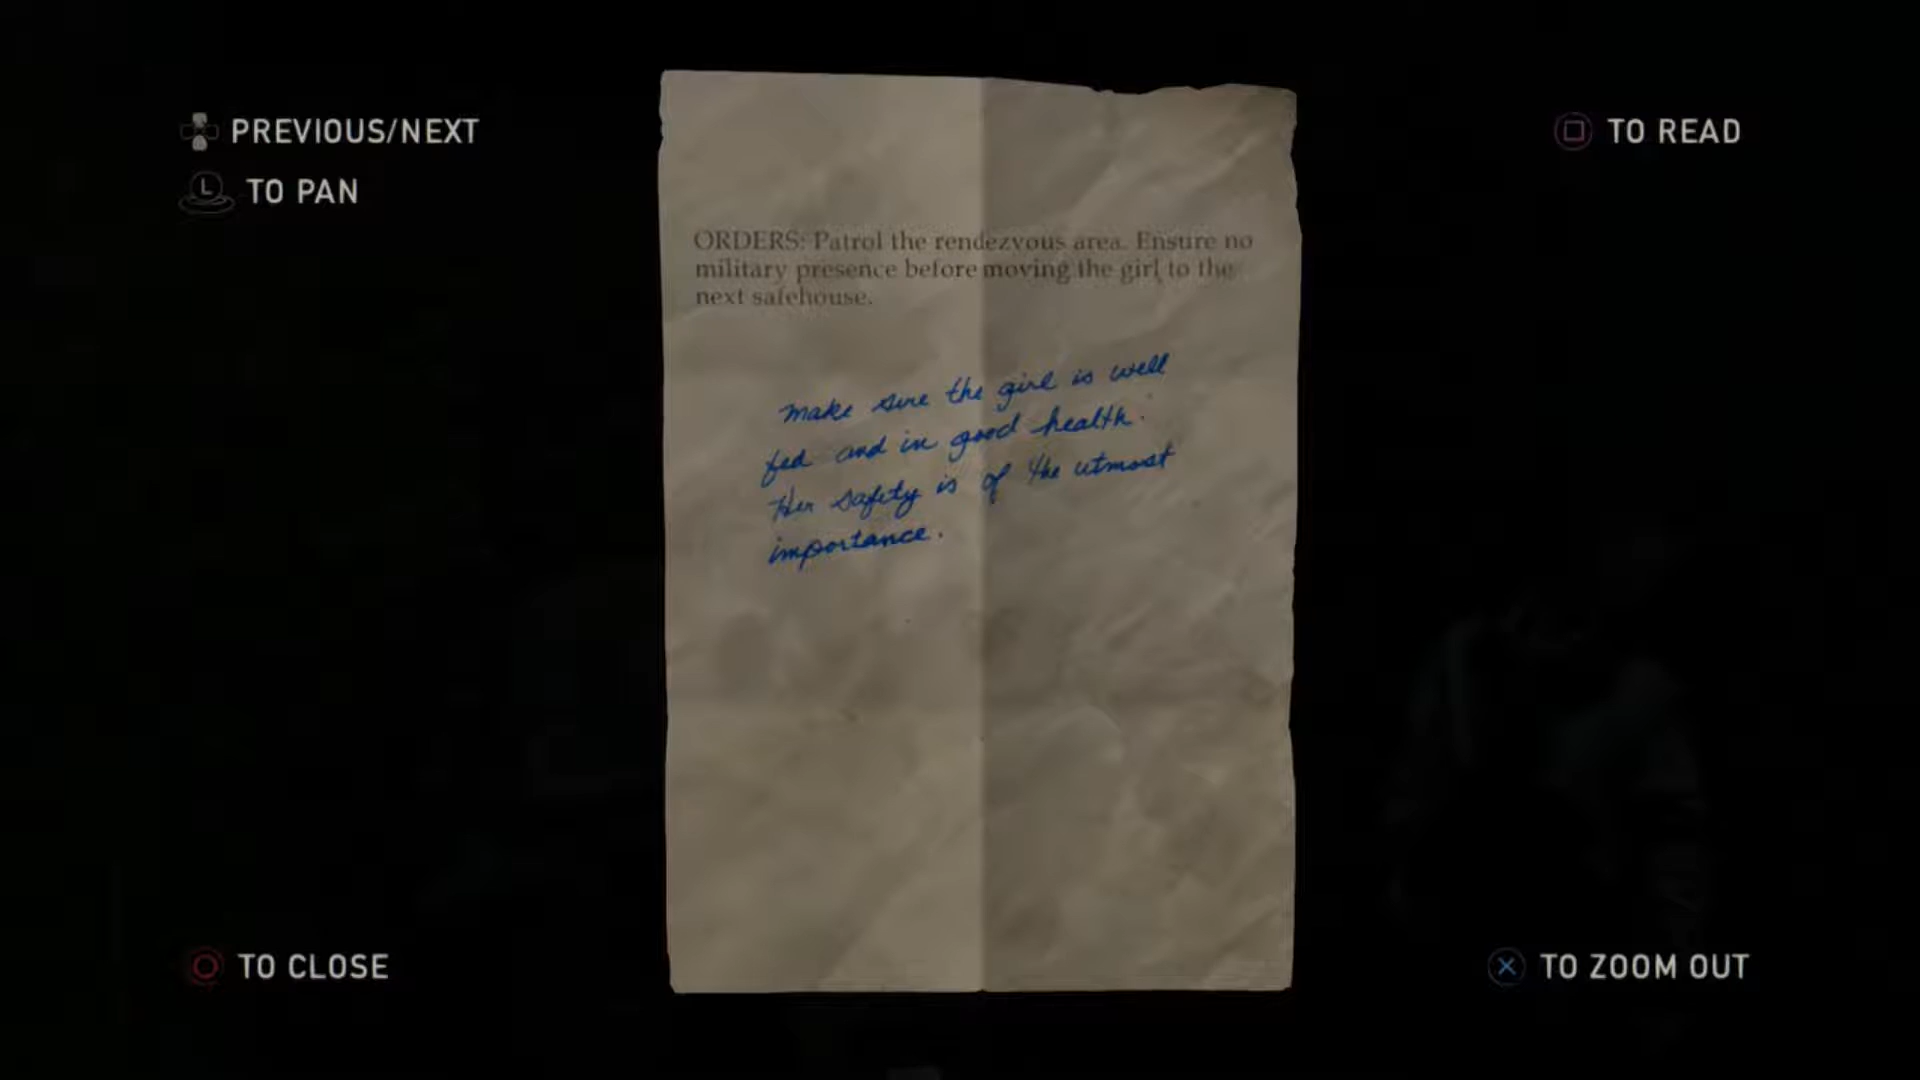 PREVIOUS/NEXT
L TO PAN
TO READ
ORDERS: Patrol the rendezvous area. Ensure no
military presence before moving the girl to the
next safehouse.
Make sure the girl is well
fed and in good health.
Her safety is of the utmost
importance.
TO CLOSE
TO ZOOM OUT